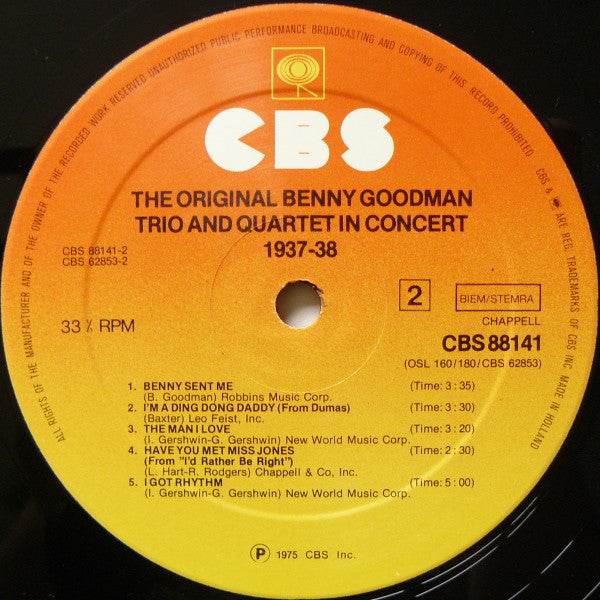 ALL RIGHTS OF THE MANUFACTURER AND OF THE OWNER OF THE RECORDED WORK RESERVED UNAUTHORIZED PUBLIC PERFORMANCE BROADCASTING AND COPYING OF THIS RECORD PROHIBITED
CBS & ARE REG. TRADEMARKS OF CBS INC. MADE IN HOLLAND
CBS
THE ORIGINAL BENNY GOODMAN
TRIO AND QUARTET IN CONCERT
1937-38
CBS 88141-2
CBS 62853-2
33 ⅓ RPM
2
BIEM/STEMRA
CHAPPELL
CBS 88141
(OSL 160/180/CBS 62853)
1. BENNY SENT ME (Time: 3 : 35)
(B. Goodman) Robbins Music Corp.
2. I'M A DING DONG DADDY (From Dumas) (Time: 3 : 30)
(Baxter) Leo Feist, Inc.
3. THE MAN I LOVE (Time: 3 : 20)
(I. Gershwin-G. Gershwin) New World Music Corp.
4. HAVE YOU MET MISS JONES (Time: 2 : 30)
(From "I'd Rather Be Right")
(L. Hart-R. Rodgers) Chappell & Co, Inc.
5. I GOT RHYTHM (Time: 5 : 00)
(I. Gershwin-G. Gershwin) New World Music Corp.
℗ 1975 CBS Inc.